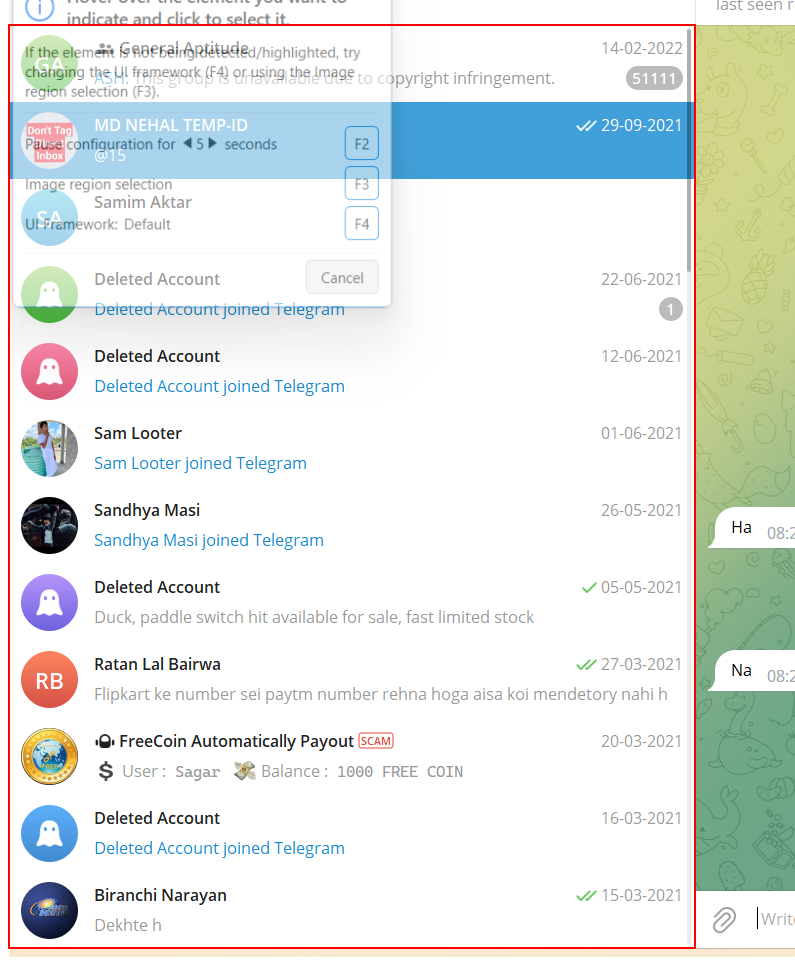 Hover over the element you want to
indicate and click to select it.
last seen r
If the element is not being detected/highlighted, try
changing the UI framework (F4) or using the Image
region selection (F3).
GA
General Aptitude
14-02-2022
ASH: This group is unavailable due to copyright infringement.
51111
Don't Tag
Inbox
MD NEHAL TEMP-ID
29-09-2021
@15
Pause configuration for 5 seconds
F2
Image region selection
F3
SA
Samim Aktar
UI Framework: Default
F4
Cancel
Deleted Account
22-06-2021
Deleted Account joined Telegram
1
Deleted Account
12-06-2021
Deleted Account joined Telegram
Sam Looter
01-06-2021
Sam Looter joined Telegram
Sandhya Masi
26-05-2021
Sandhya Masi joined Telegram
Ha 08:2
Deleted Account
05-05-2021
Duck, paddle switch hit available for sale, fast limited stock
RB
Ratan Lal Bairwa
27-03-2021
Flipkart ke number sei paytm number rehna hoga aisa koi mendetory nahi h
Na 08:2
FREE
FreeCoin Automatically Payout SCAM
20-03-2021
$ User : Sagar 💸 Balance : 1000 FREE COIN
Deleted Account
16-03-2021
Deleted Account joined Telegram
Biranchi Narayan
15-03-2021
Dekhte h
Write